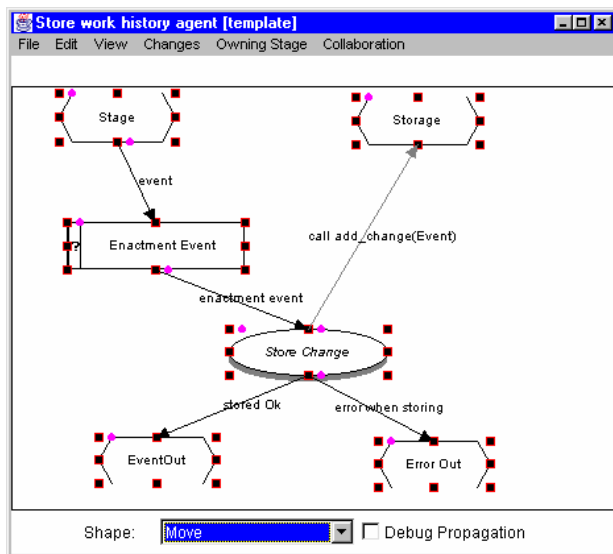 Store work history agent [template]
File Edit View Changes Owning Stage Collaboration
Stage
Storage
event
? Enactment Event
call add_change(Event)
enactment event
Store Change
stored Ok
error when storing
EventOut
Error Out
Shape: Move Debug Propagation